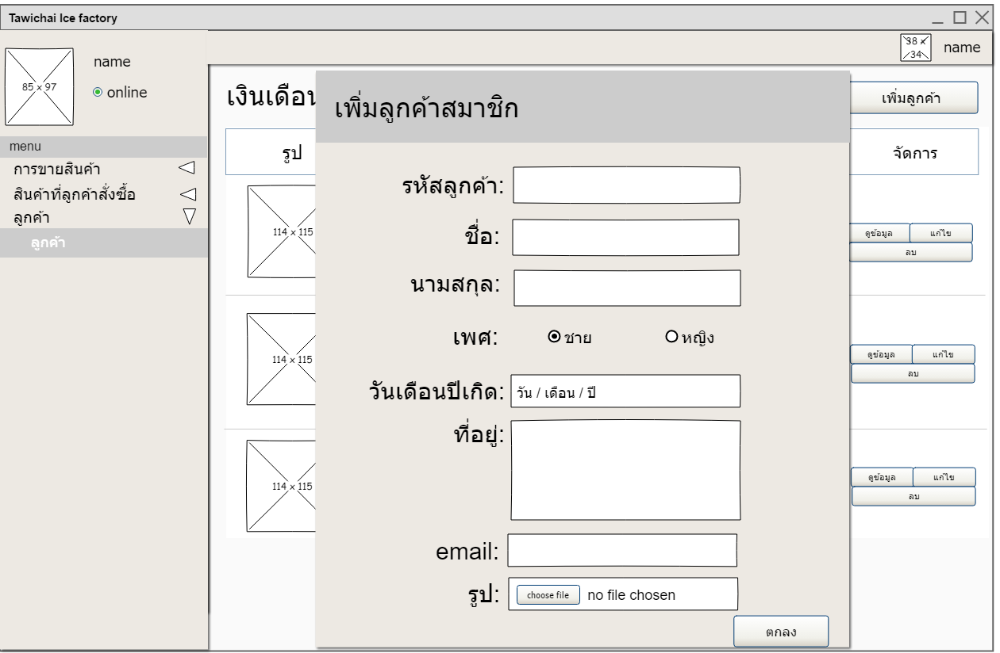 Tawichai Ice factory
38 x 34
name
85 x 97
name
online
menu
การขายสินค้า
สินค้าที่ลูกค้าสั่งซื้อ
ลูกค้า
ลูกค้า
เงินเดือน
เพิ่มลูกค้า
รูป
จัดการ
114 x 115
ดูข้อมูล แก้ไข
ลบ
114 x 115
ดูข้อมูล แก้ไข
ลบ
114 x 115
ดูข้อมูล แก้ไข
ลบ
เพิ่มลูกค้าสมาชิก
รหัสลูกค้า:
ชื่อ:
นามสกุล:
เพศ: ชาย หญิง
วันเดือนปีเกิด: วัน / เดือน / ปี
ที่อยู่:
email:
รูป: choose file no file chosen
ตกลง